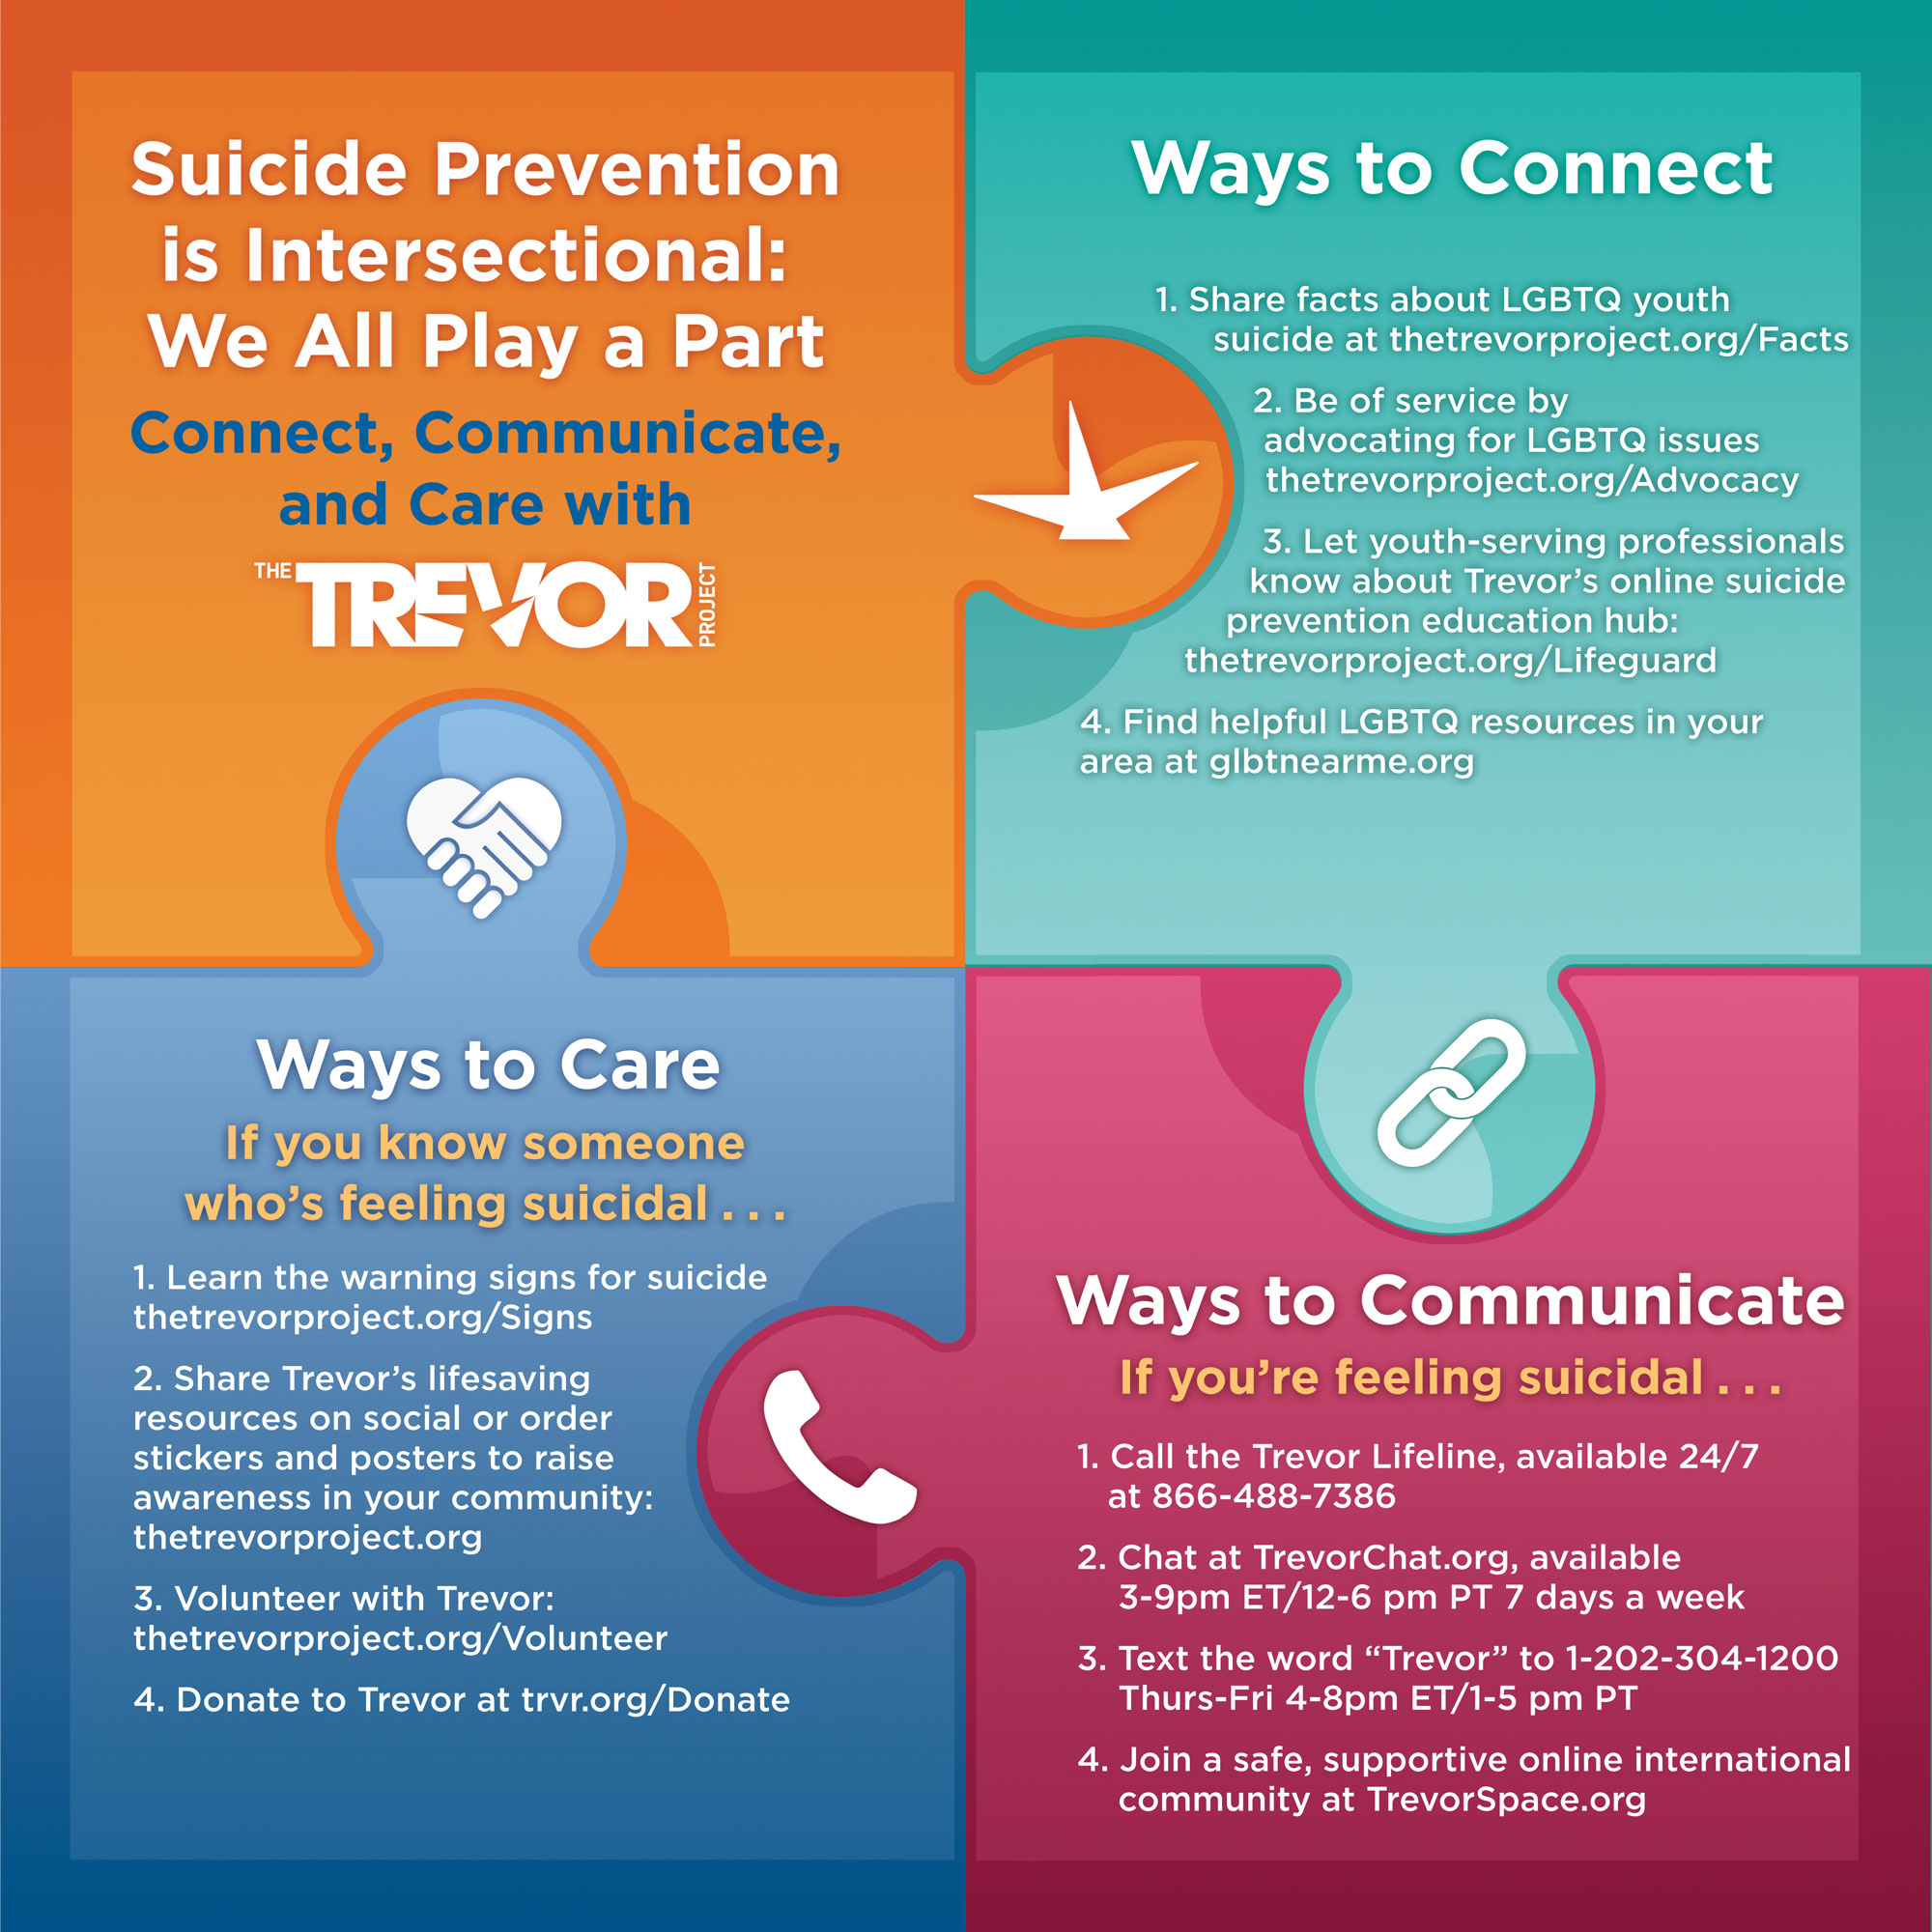 Suicide Prevention
is Intersectional:
We All Play a Part
Connect, Communicate,
and Care with
THE TREVOR PROJECT
Ways to Connect
1. Share facts about LGBTQ youth
suicide at thetrevorproject.org/Facts
2. Be of service by
advocating for LGBTQ issues
thetrevorproject.org/Advocacy
3. Let youth-serving professionals
know about Trevor’s online suicide
prevention education hub:
thetrevorproject.org/Lifeguard
4. Find helpful LGBTQ resources in your
area at glbtnearme.org
Ways to Care
If you know someone
who’s feeling suicidal . . .
1. Learn the warning signs for suicide
thetrevorproject.org/Signs
2. Share Trevor’s lifesaving
resources on social or order
stickers and posters to raise
awareness in your community:
thetrevorproject.org
3. Volunteer with Trevor:
thetrevorproject.org/Volunteer
4. Donate to Trevor at trvr.org/Donate
Ways to Communicate
If you’re feeling suicidal . . .
1. Call the Trevor Lifeline, available 24/7
at 866-488-7386
2. Chat at TrevorChat.org, available
3-9pm ET/12-6 pm PT 7 days a week
3. Text the word “Trevor” to 1-202-304-1200
Thurs-Fri 4-8pm ET/1-5 pm PT
4. Join a safe, supportive online international
community at TrevorSpace.org